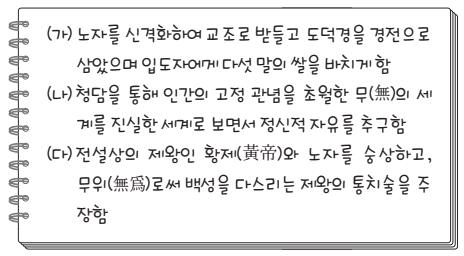 (가) 노자를 신격화하여 교조로 받들고 도덕경을 경전으로
삼았으며 입도자에게 다섯 말의 쌀을 바치게 함
(나) 청담을 통해 인간의 고정 관념을 초월한 무(無)의 세
계를 진실한 세계로 보면서 정신적 자유를 추구함
(다) 전설상의 제왕인 황제(黃帝)와 노자를 숭상하고,
무위(無爲)로써 백성을 다스리는 제왕의 통치술을 주
장함